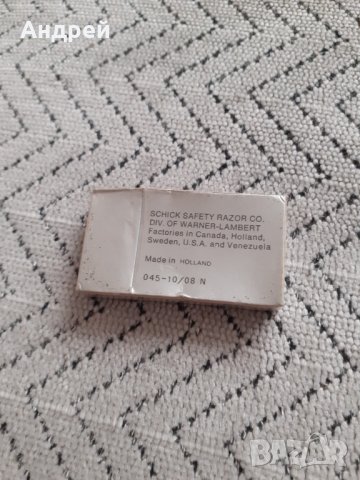 Андрей
SCHICK SAFETY RAZOR CO.
DIV. OF WARNER-LAMBERT
Factories in Canada, Holland,
Sweden, U.S.A. and Venezuela
Made in HOLLAND
045-10/08 N
BAZAR